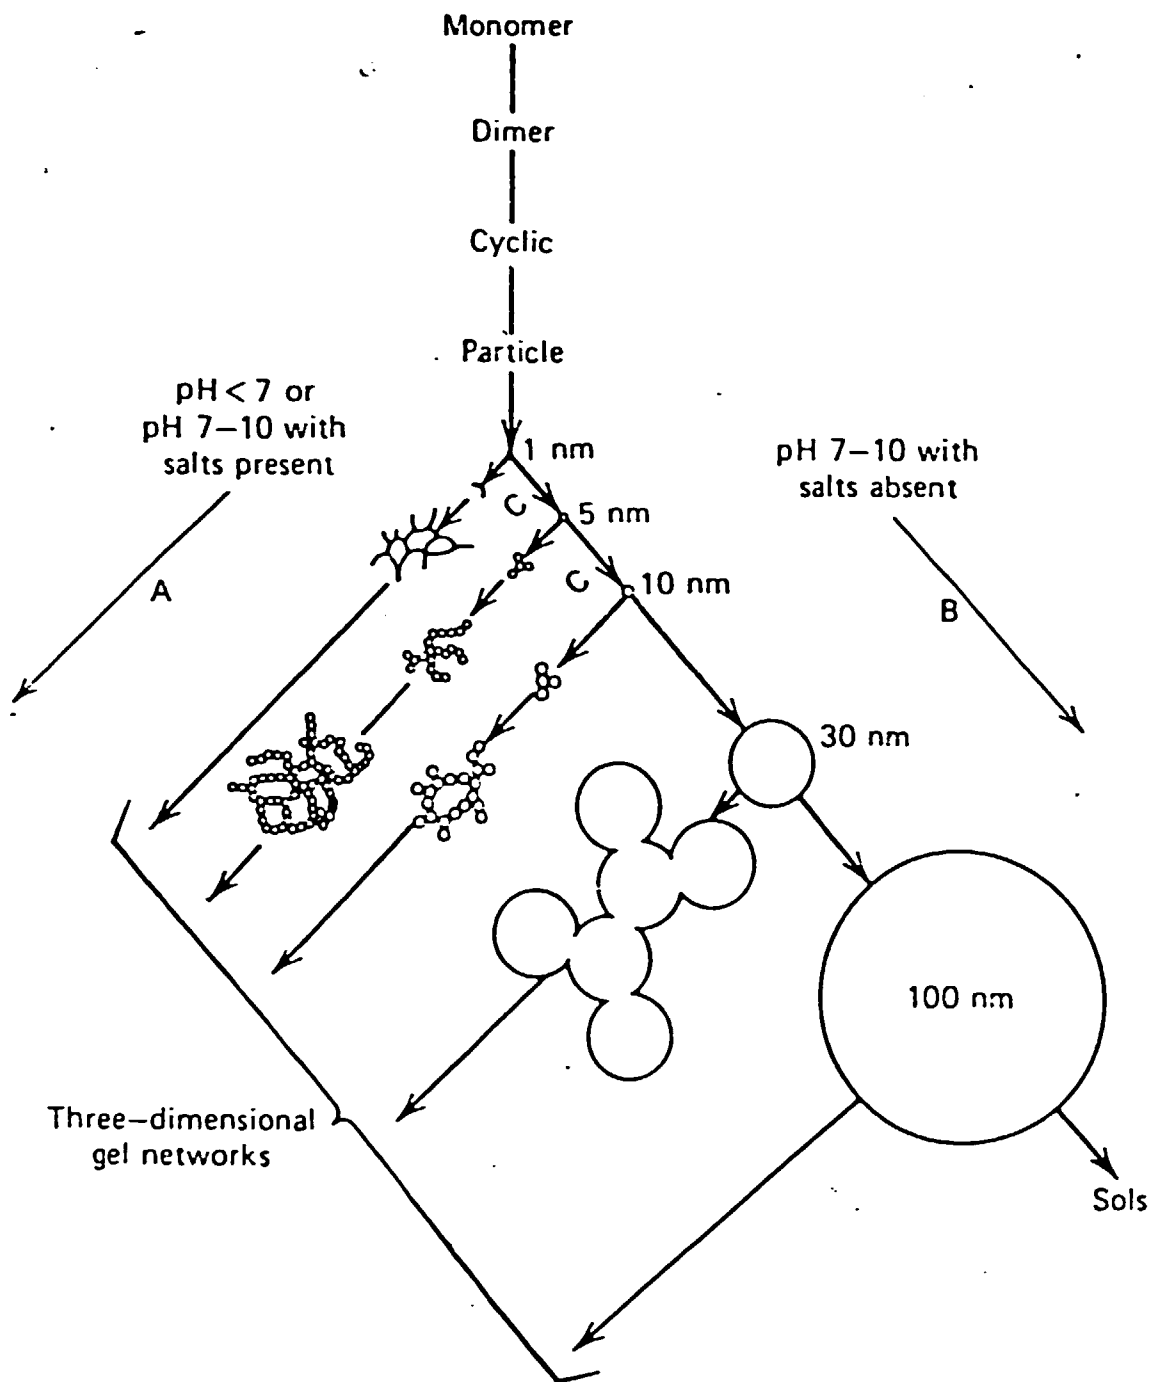 Monomer
Dimer
Cyclic
Particle
pH < 7 or
pH 7–10 with
salts present
1 nm
pH 7–10 with
salts absent
C
5 nm
C
10 nm
A
B
30 nm
100 nm
Three–dimensional
gel networks
Sols